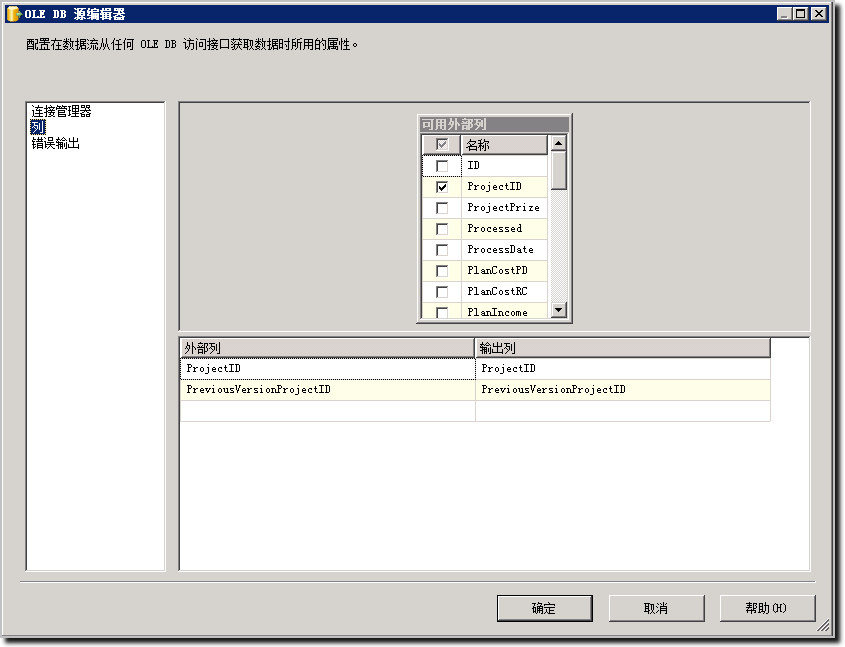 OLE DB 源编辑器
配置在数据流从任何 OLE DB 访问接口获取数据时所用的属性。
连接管理器
列
错误输出
可用外部列
名称
ID
ProjectID
ProjectPrize
Processed
ProcessDate
PlanCostPD
PlanCostRC
PlanIncome
外部列 输出列
ProjectID ProjectID
PreviousVersionProjectID PreviousVersionProjectID
确定 取消 帮助(H)